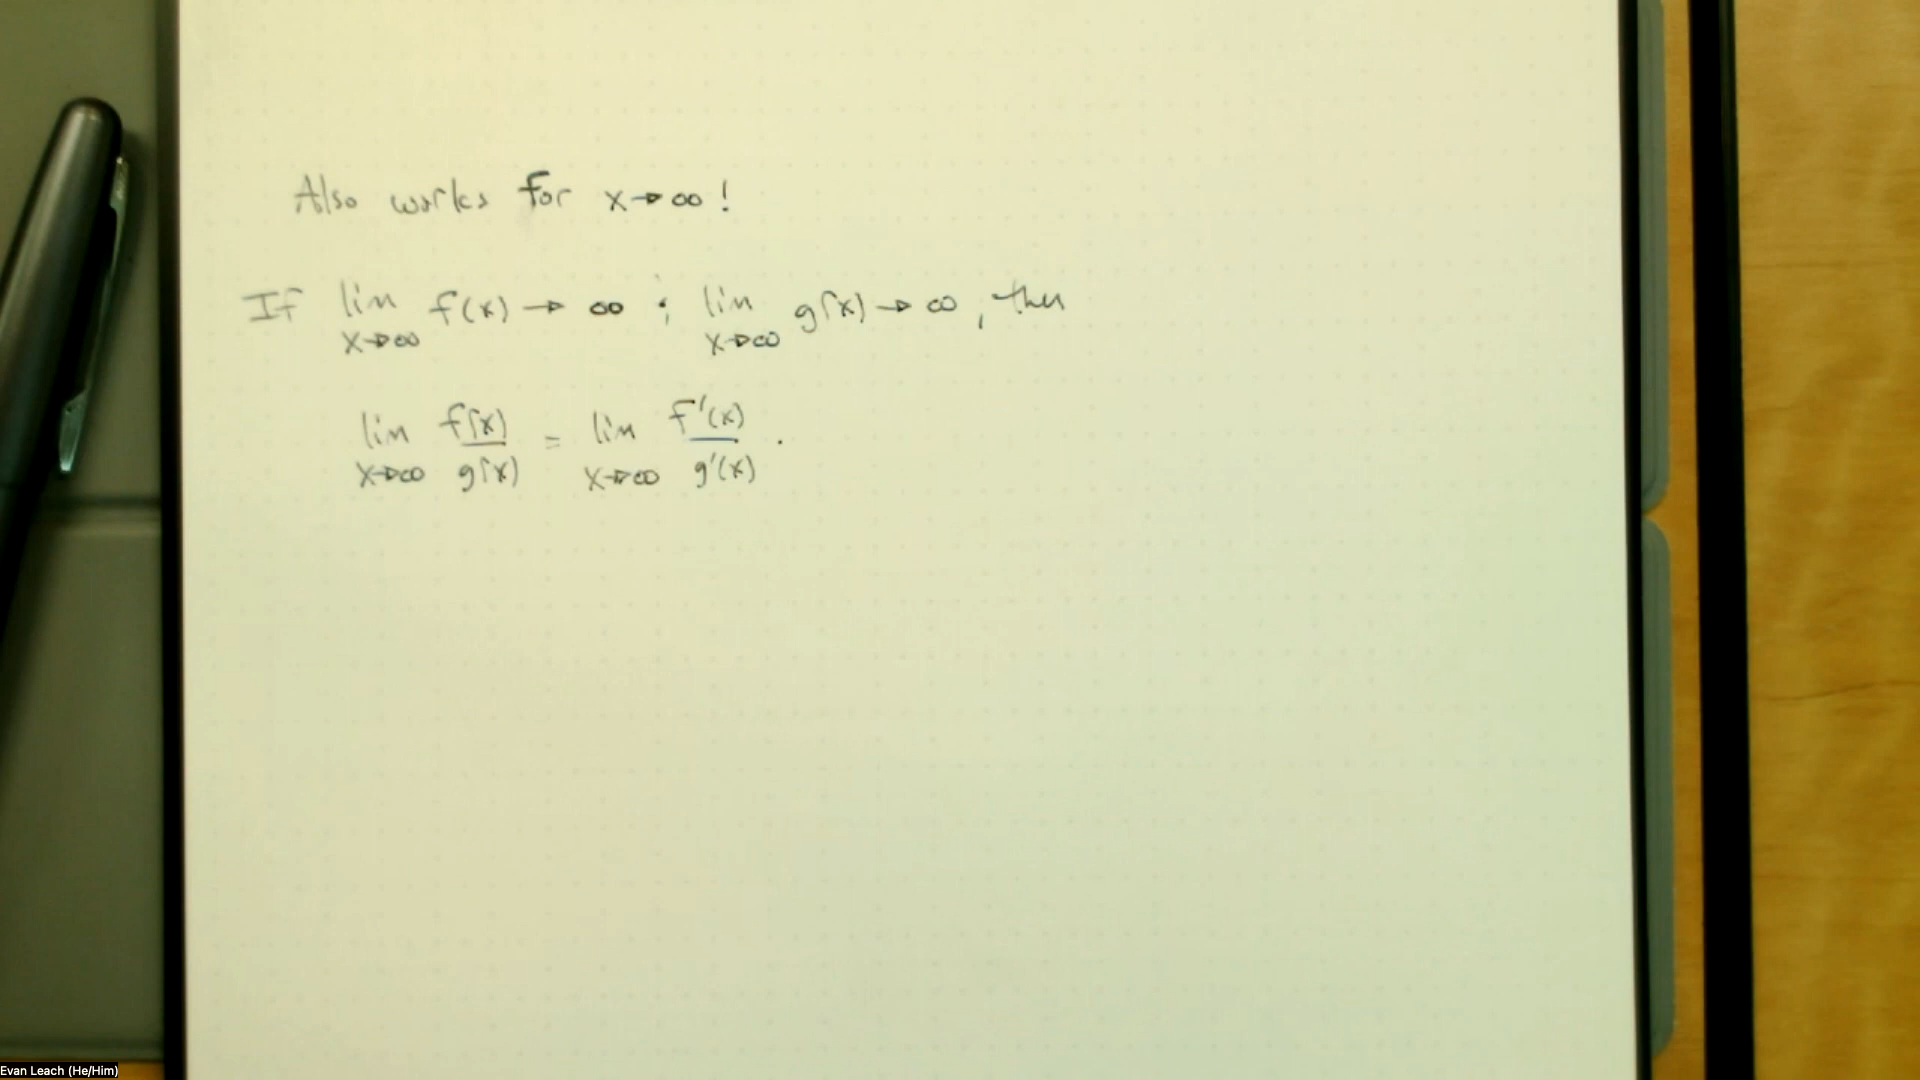 Also works for x→∞!
If lim x→∞ f(x) → ∞ ; lim x→∞ g(x) → ∞, then
lim x→∞ f(x)/g(x) = lim x→∞ f'(x)/g'(x).
Evan Leach (He/Him)